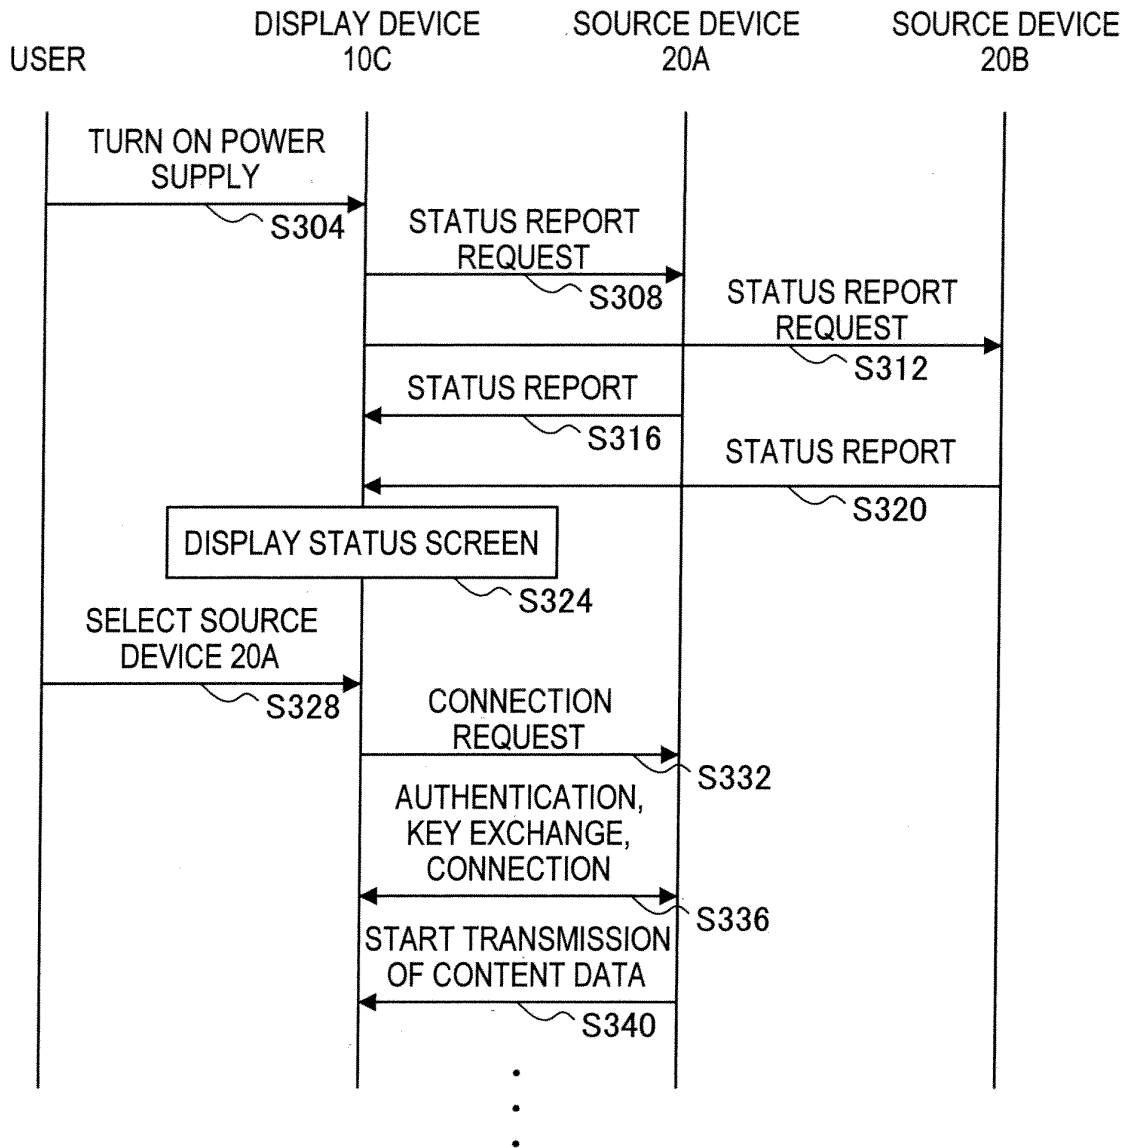 USER
DISPLAY DEVICE
10C
SOURCE DEVICE
20A
SOURCE DEVICE
20B
TURN ON POWER
SUPPLY
S304
STATUS REPORT
REQUEST
S308
STATUS REPORT
REQUEST
S312
STATUS REPORT
S316
STATUS REPORT
S320
DISPLAY STATUS SCREEN
S324
SELECT SOURCE
DEVICE 20A
S328
CONNECTION
REQUEST
S332
AUTHENTICATION,
KEY EXCHANGE,
CONNECTION
S336
START TRANSMISSION
OF CONTENT DATA
S340